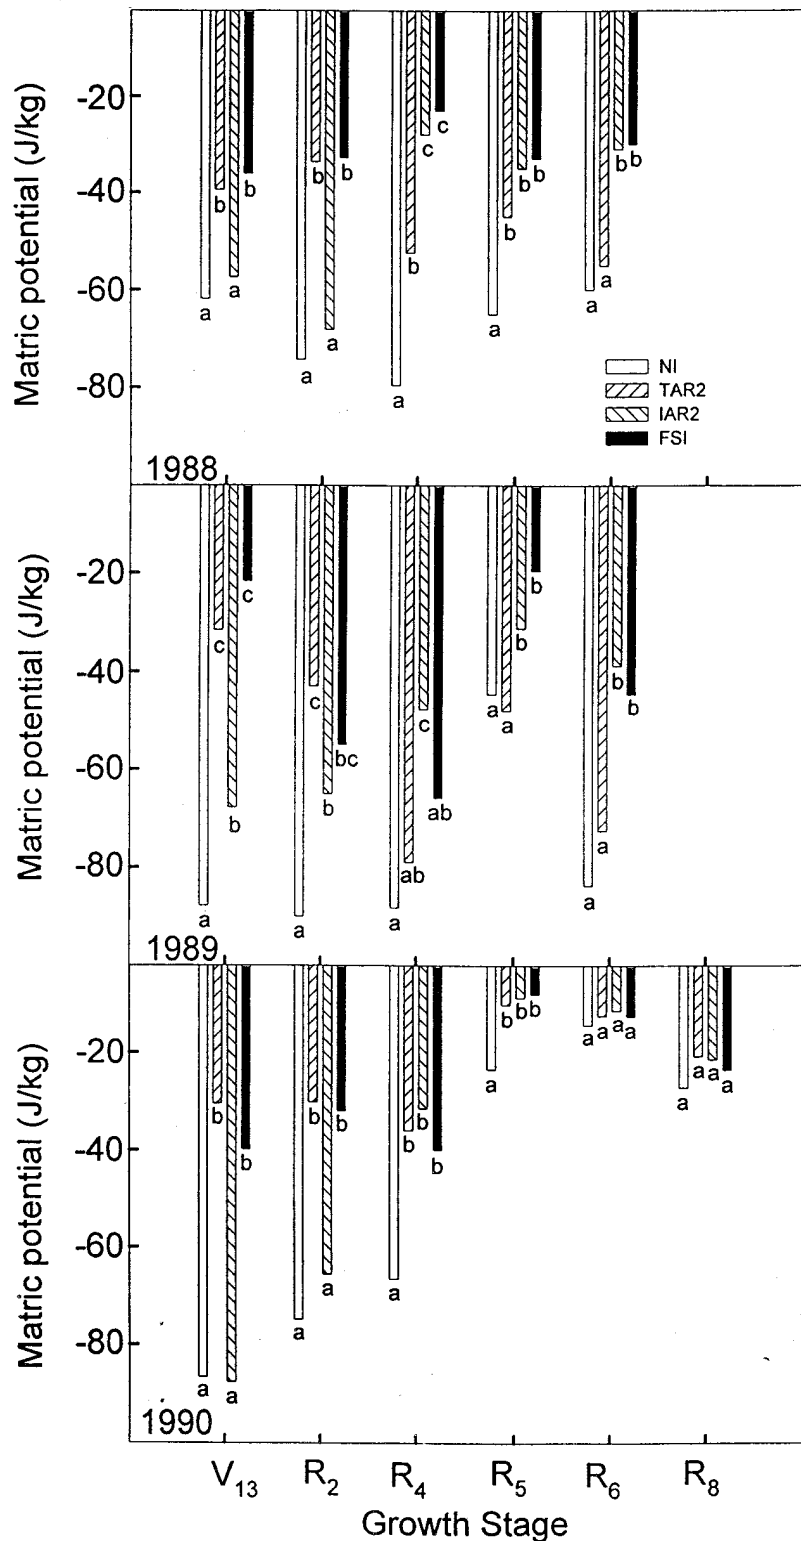 Matric potential (J/kg)
-20
-40
-60
-80
b b
a
a
b b
a
a
c
c
b
a
b b
b
a
b b
a
a
NI
TAR2
IAR2
FSI
1988
Matric potential (J/kg)
-20
-40
-60
-80
c
c
b
a
c
bc
b
a
c
ab
ab
a
b
b
a a
b
b
a
a
1989
Matric potential (J/kg)
-20
-40
-60
-80
b
b
a a
b b
a
a
b b b
a
b b b
a
a a a a
a a a a
1990
V13 R2 R4 R5 R6 R8
Growth Stage